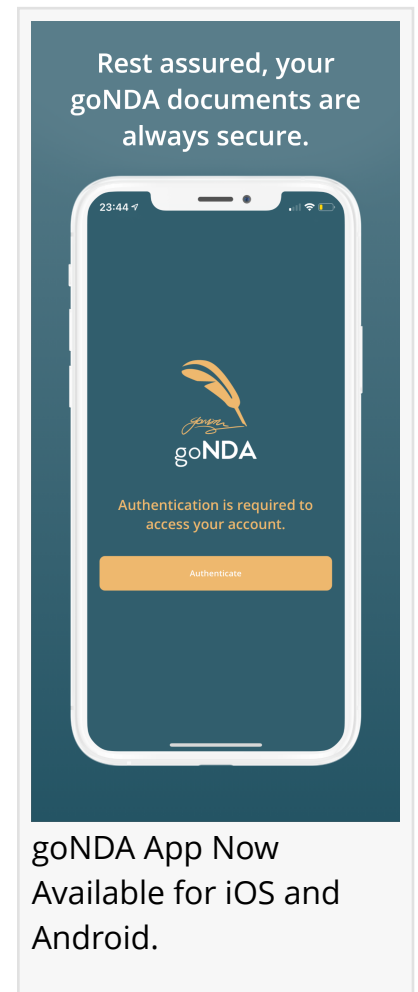 Rest assured, your
goNDA documents are
always secure.
23:44
goNDA
Authentication is required to
access your account.
Authenticate
goNDA App Now
Available for iOS and
Android.